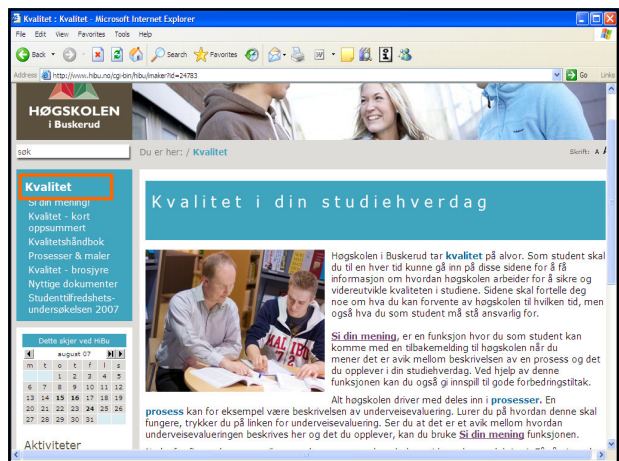 Kvalitet : Kvalitet - Microsoft Internet Explorer
File Edit View Favorites Tools Help
Back Search Favorites
Address http://www.hibu.no/cgi-bin/hibu/imaker?id=24783 Go Links
HØGSKOLEN
i Buskerud
søk Du er her: / Kvalitet Skrift: A A
Kvalitet
Si din mening!
Kvalitet - kort
oppsummert
Kvalitetshåndbok
Prosesser & maler
Kvalitet - brosjyre
Nyttige dokumenter
Studenttilfredshets-
undersøkelsen 2007
Dette skjer ved HiBu
august 07
m t o t f l s
1 2 3 4 5
6 7 8 9 10 11 12
13 14 15 16 17 18 19
20 21 22 23 24 25 26
27 28 29 30 31
Aktiviteter
Kvalitet i din studiehverdag
MALIBU
72
Høgskolen i Buskerud tar kvalitet på alvor. Som student skal
du til en hver tid kunne gå inn på disse sidene for å få
informasjon om hvordan høgskolen arbeider for å sikre og
videreutvikle kvaliteten i studiene. Sidene skal fortelle deg
noe om hva du kan forvente av høgskolen til hvilken tid, men
også hva du som student må stå ansvarlig for.
Si din mening, er en funksjon hvor du som student kan
komme med en tilbakemelding til høgskolen når du
mener det er avik mellom beskrivelsen av en prosess og det
du opplever i din studiehverdag. Ved hjelp av denne
funksjonen kan du også gi innspill til gode forbedringstiltak.
Alt høgskolen driver med deles inn i prosesser. En
prosess kan for eksempel være beskrivelsen av underveisevaluering. Lurer du på hvordan denne skal
fungere, trykker du på linken for underveisevaluering. Ser du at det er et avik mellom hvordan
underveisevalueringen beskrives her og det du opplever, kan du bruke Si din mening funksjonen.